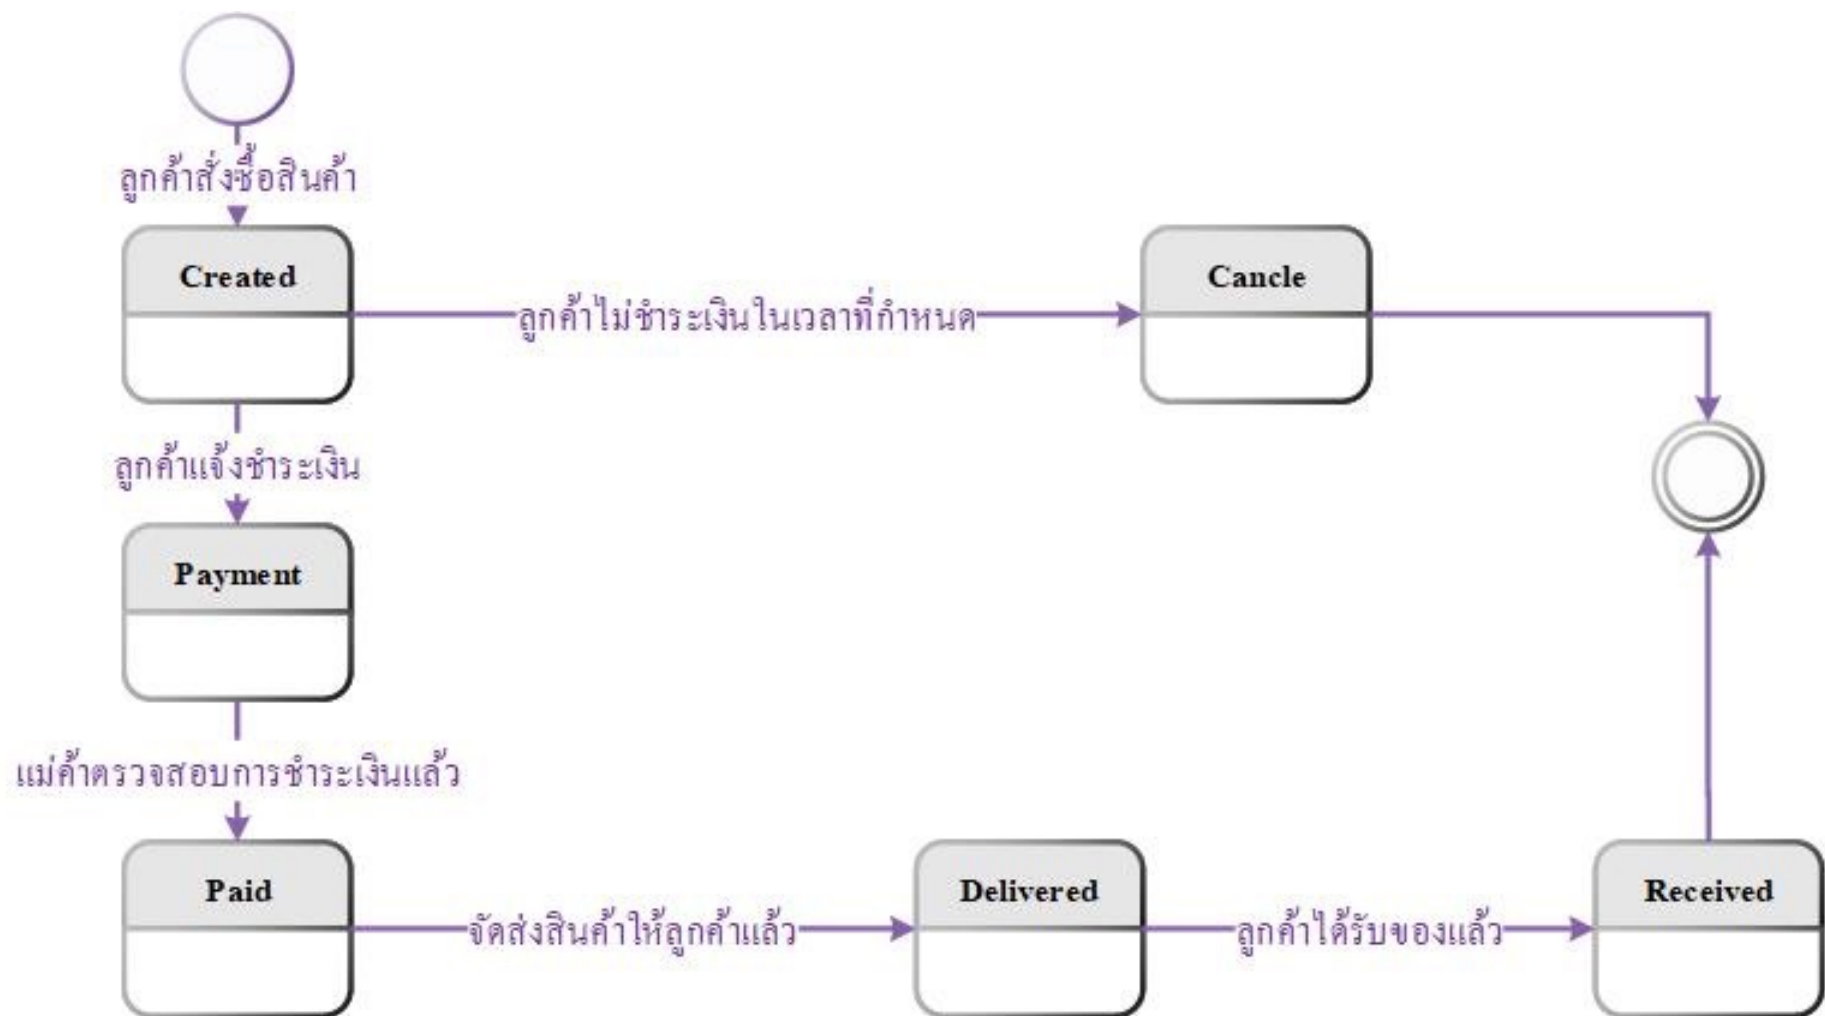 ลูกค้าสั่งซื้อสินค้า
Created
Cancle
ลูกค้าไม่ชำระเงินในเวลาที่กำหนด
ลูกค้าแจ้งชำระเงิน
Payment
แม่ค้าตรวจสอบการชำระเงินแล้ว
Paid
Delivered
Received
จัดส่งสินค้าให้ลูกค้าแล้ว
ลูกค้าได้รับของแล้ว